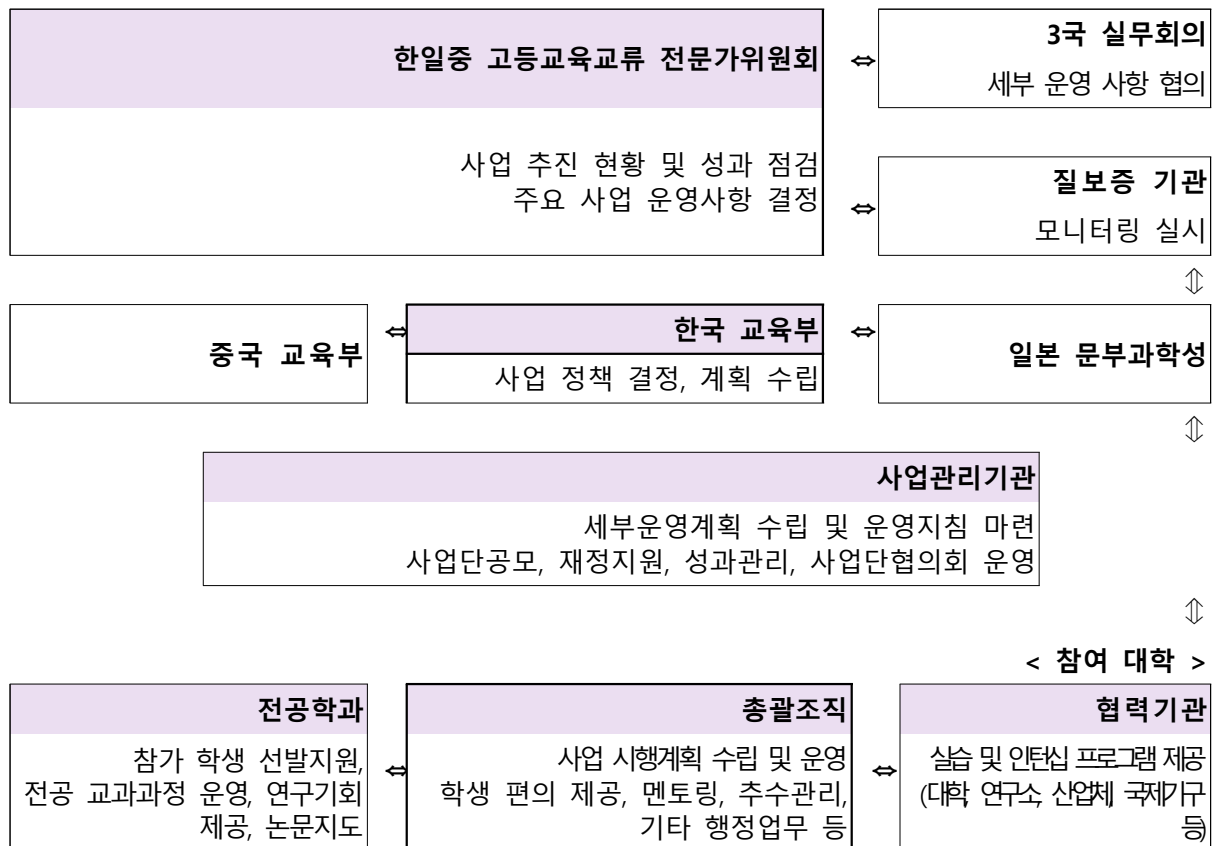 한일중 고등교육교류 전문가위원회
⇔
3국 실무회의
세부 운영 사항 협의
사업 추진 현황 및 성과 점검
주요 사업 운영사항 결정
⇔
질보증 기관
모니터링 실시
⇕
중국 교육부
⇔
한국 교육부
사업 정책 결정, 계획 수립
⇔
일본 문부과학성
⇕
사업관리기관
세부운영계획 수립 및 운영지침 마련
사업단공모, 재정지원, 성과관리, 사업단협의회 운영
⇕
< 참여 대학 >
전공학과
참가 학생 선발지원,
전공 교과과정 운영, 연구기회
제공, 논문지도
⇔
총괄조직
사업 시행계획 수립 및 운영
학생 편의 제공, 멘토링, 추수관리,
기타 행정업무 등
⇔
협력기관
실습 및 인턴십 프로그램 제공
(대학, 연구소, 산업체, 국제기구
등)